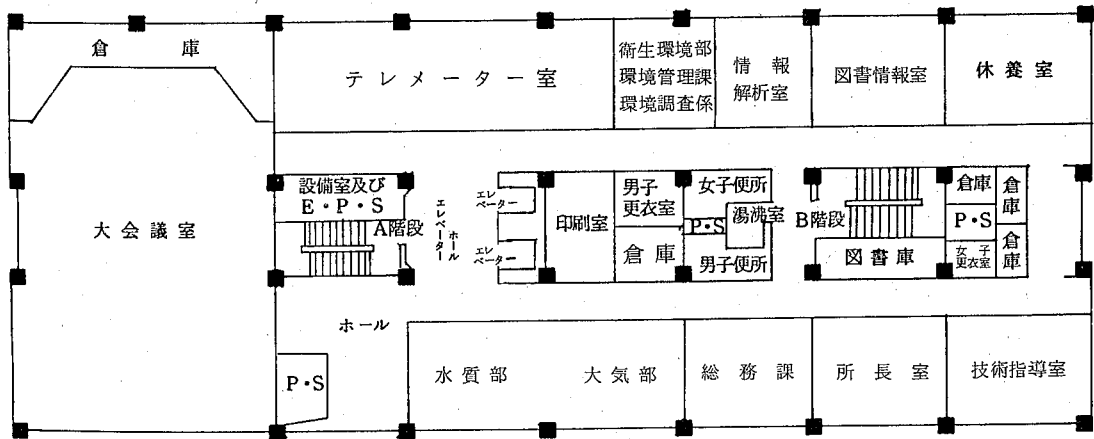 倉庫
テレメーター室
衛生環境部
環境管理課
環境調査係
情報
解析室
図書情報室
休養室
大会議室
設備室及び
E・P・S
A階段
エレベーター
ホール
エレ
ベーター
エレ
ベーター
印刷室
男子
更衣室
倉庫
女子便所
P・S
湯沸室
男子便所
B階段
図書庫
倉庫
P・S
女子
更衣室
倉庫
倉庫
ホール
P・S
水質部
大気部
総務課
所長室
技術指導室